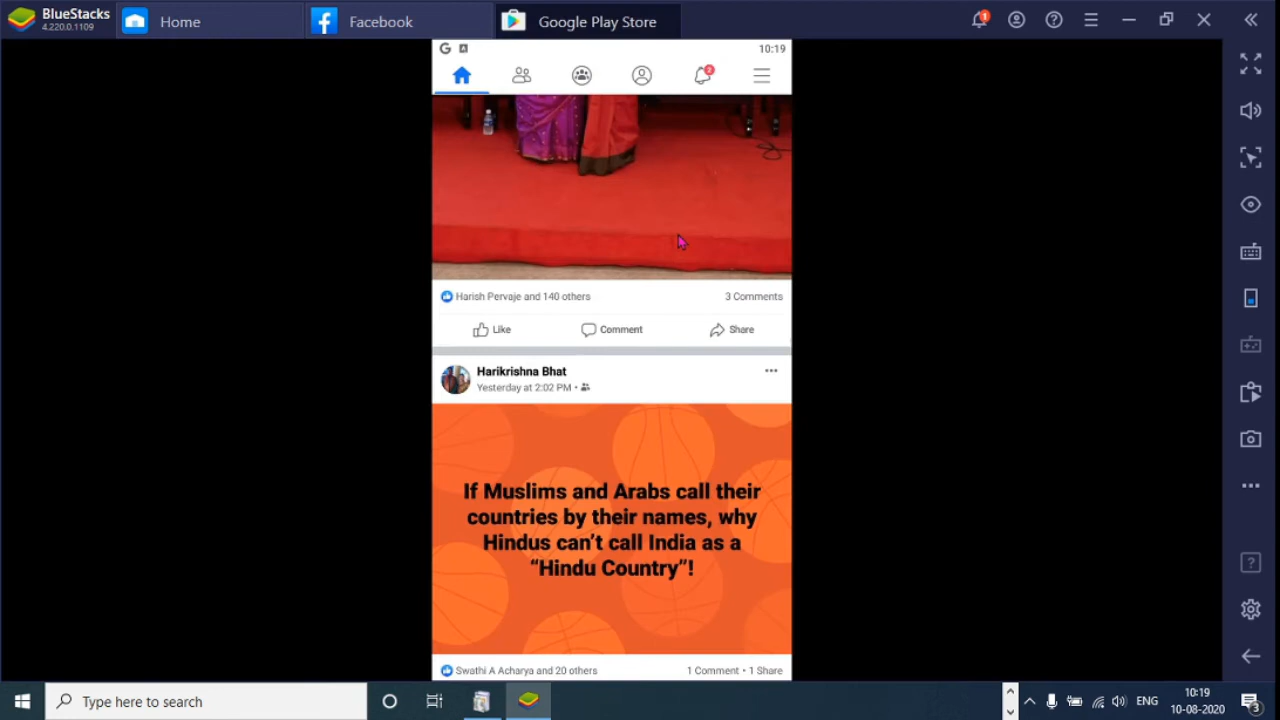 BlueStacks
4.220.0.1109
Home
Facebook
Google Play Store
1
10:19
2
Harish Pervaje and 140 others
3 Comments
Like
Comment
Share
Harikrishna Bhat
Yesterday at 2:02 PM •
If Muslims and Arabs call their
countries by their names, why
Hindus can't call India as a
“Hindu Country”!
Swathi A Acharya and 20 others
1 Comment • 1 Share
Type here to search
ENG
10:19
10-08-2020
3